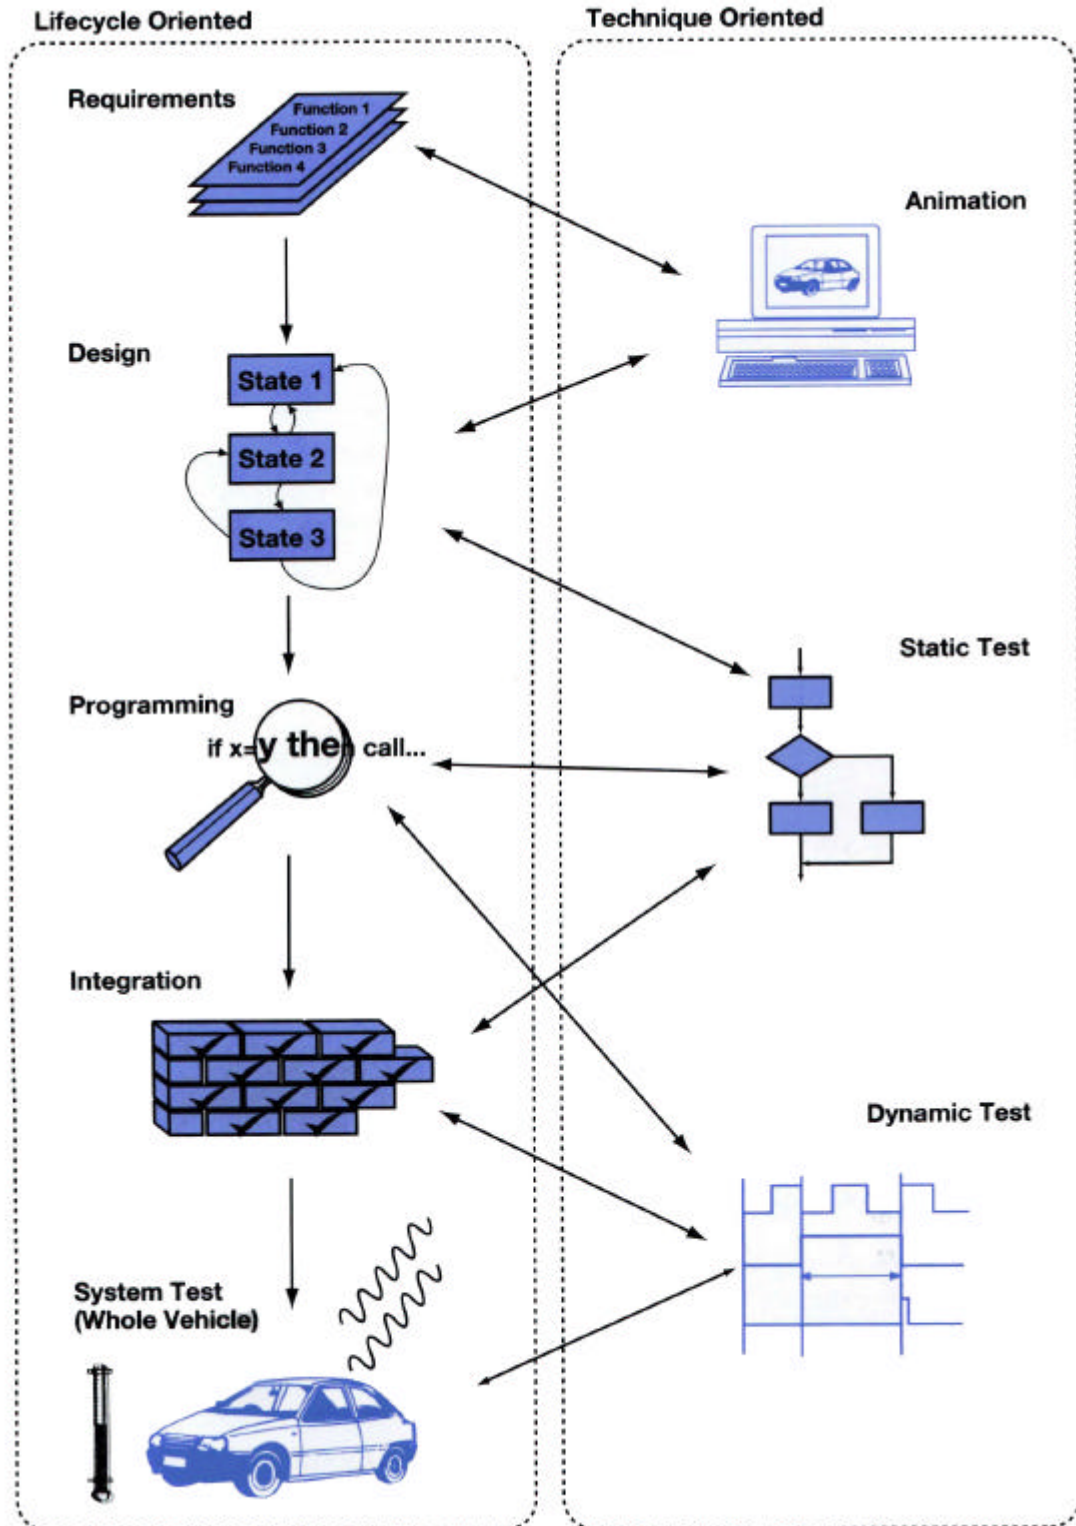 Lifecycle Oriented
Technique Oriented
Requirements
Function 1
Function 2
Function 3
Function 4
Animation
Design
State 1
State 2
State 3
Static Test
Programming
if x=y then call...
Integration
Dynamic Test
System Test
(Whole Vehicle)